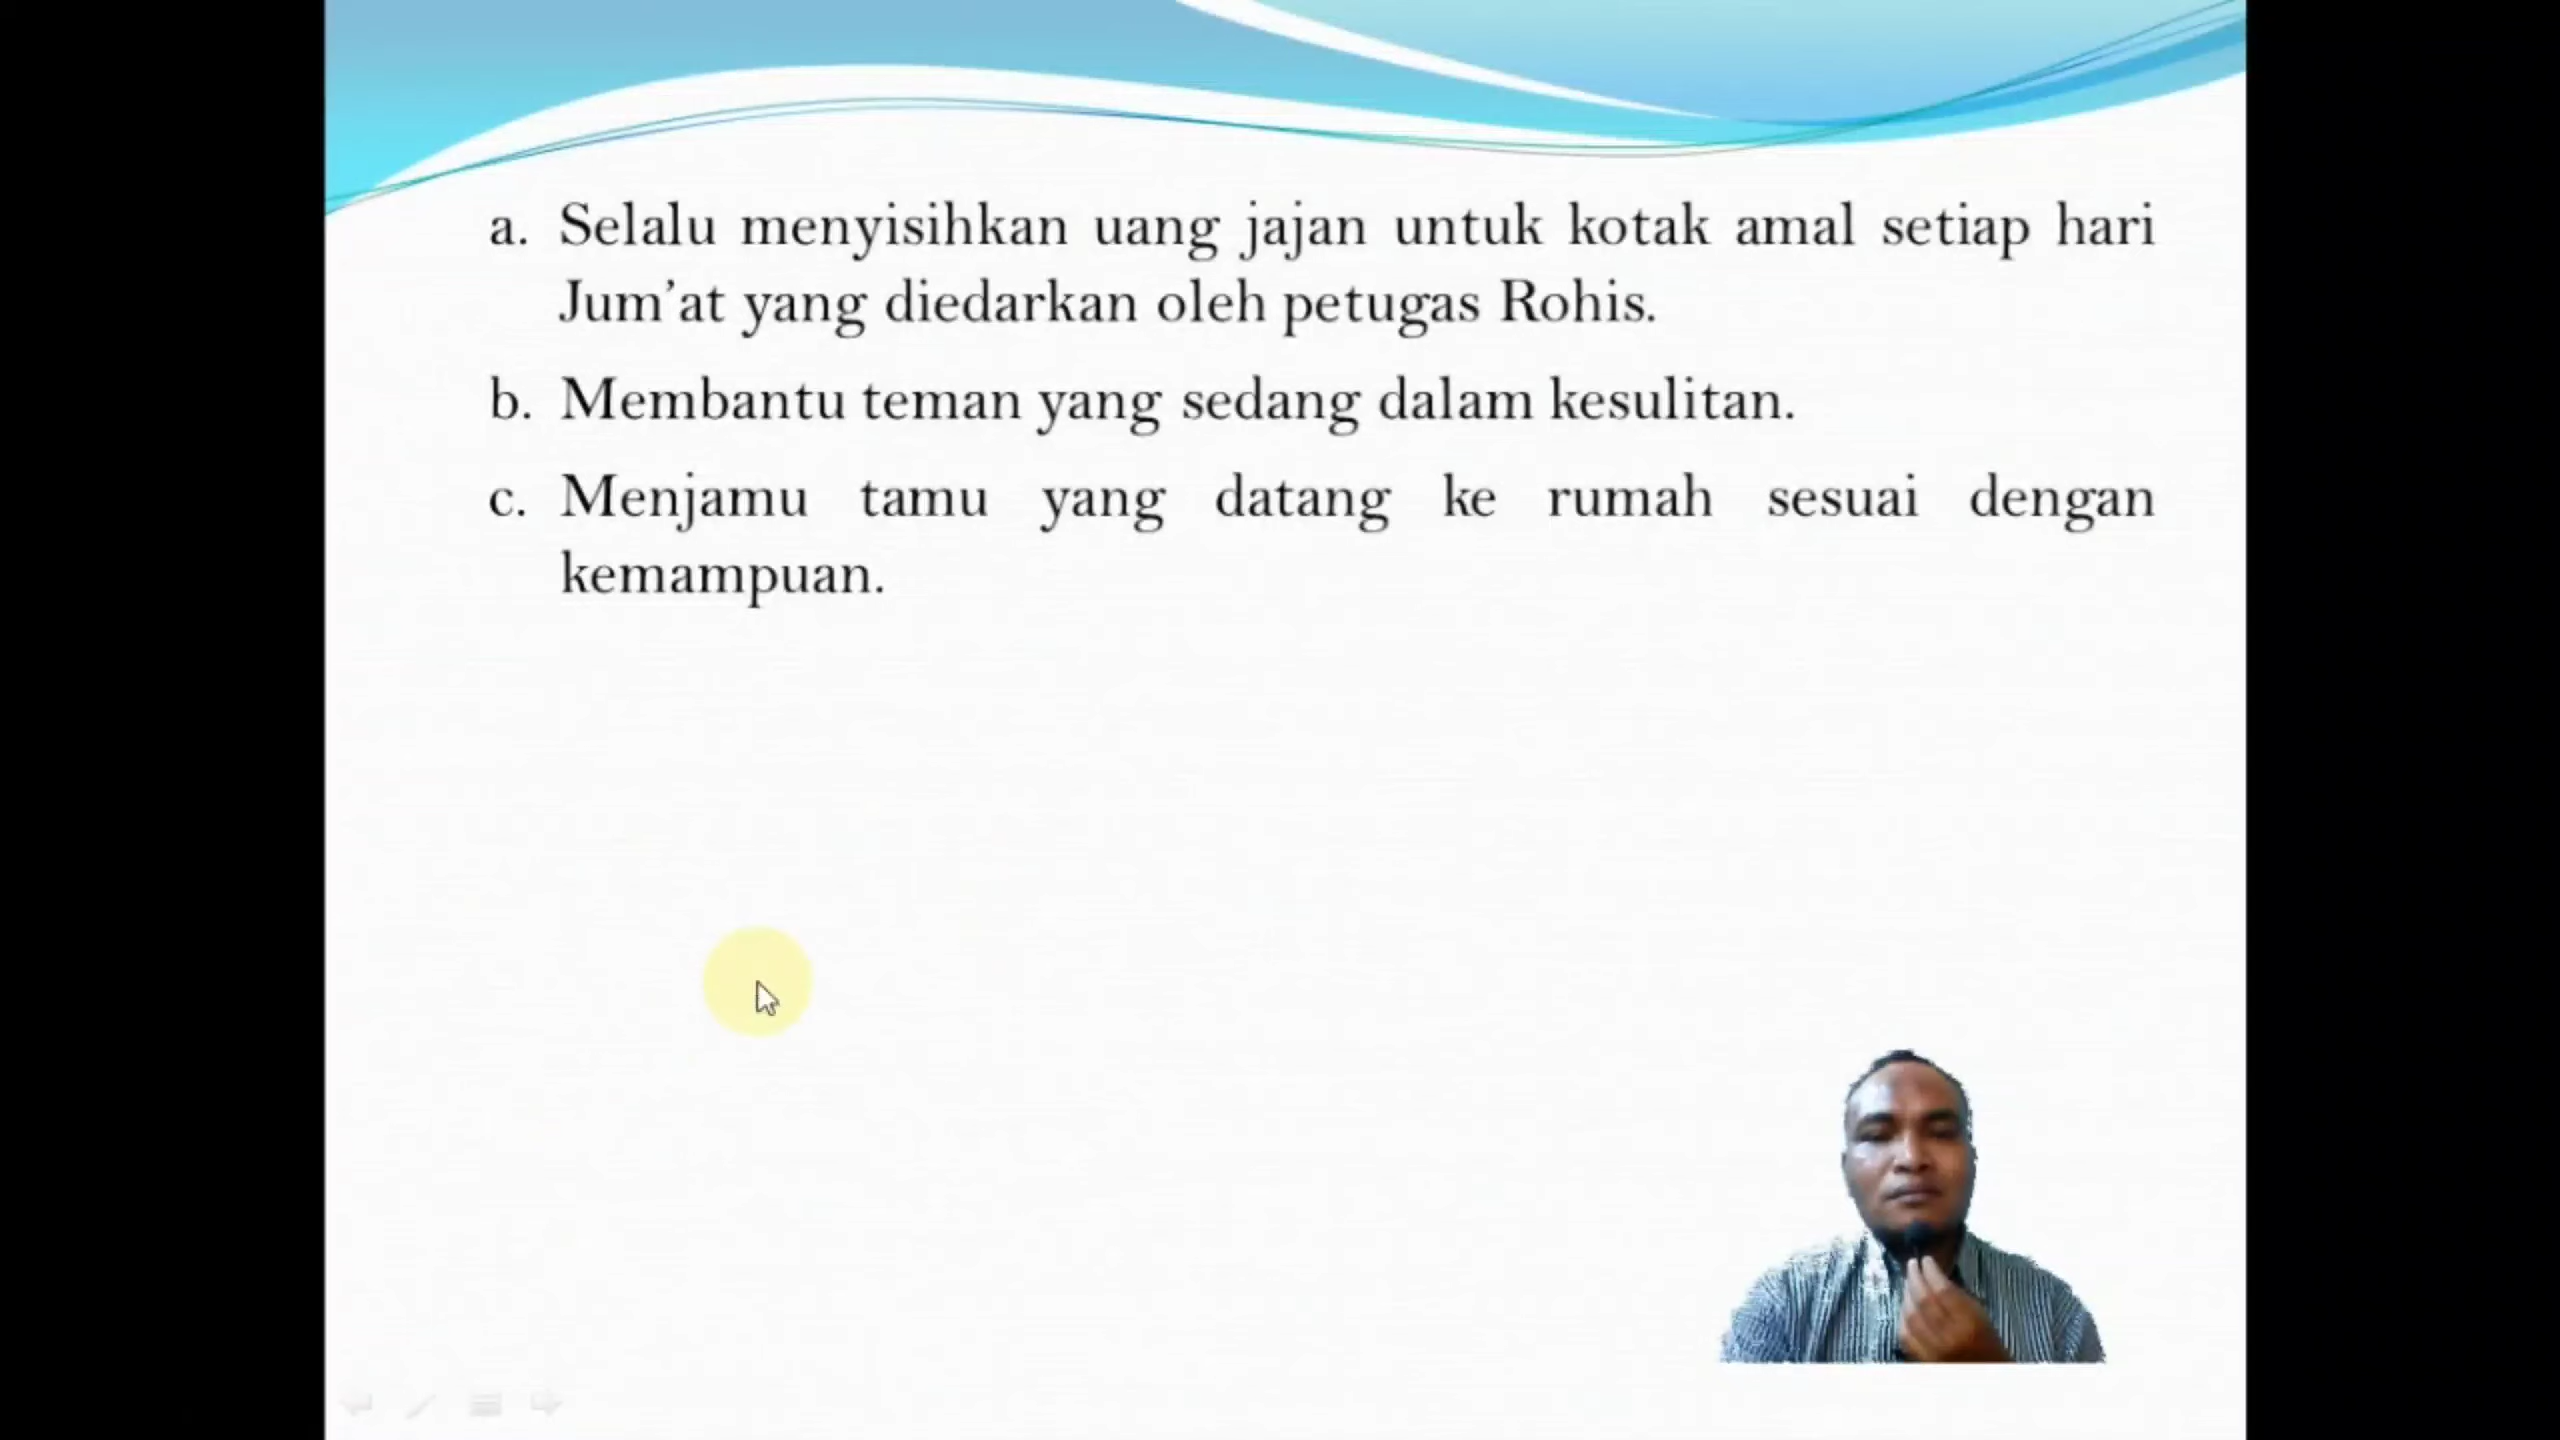 a. Selalu menyisihkan uang jajan untuk kotak amal setiap hari
Jum’at yang diedarkan oleh petugas Rohis.
b. Membantu teman yang sedang dalam kesulitan.
c. Menjamu tamu yang datang ke rumah sesuai dengan
kemampuan.